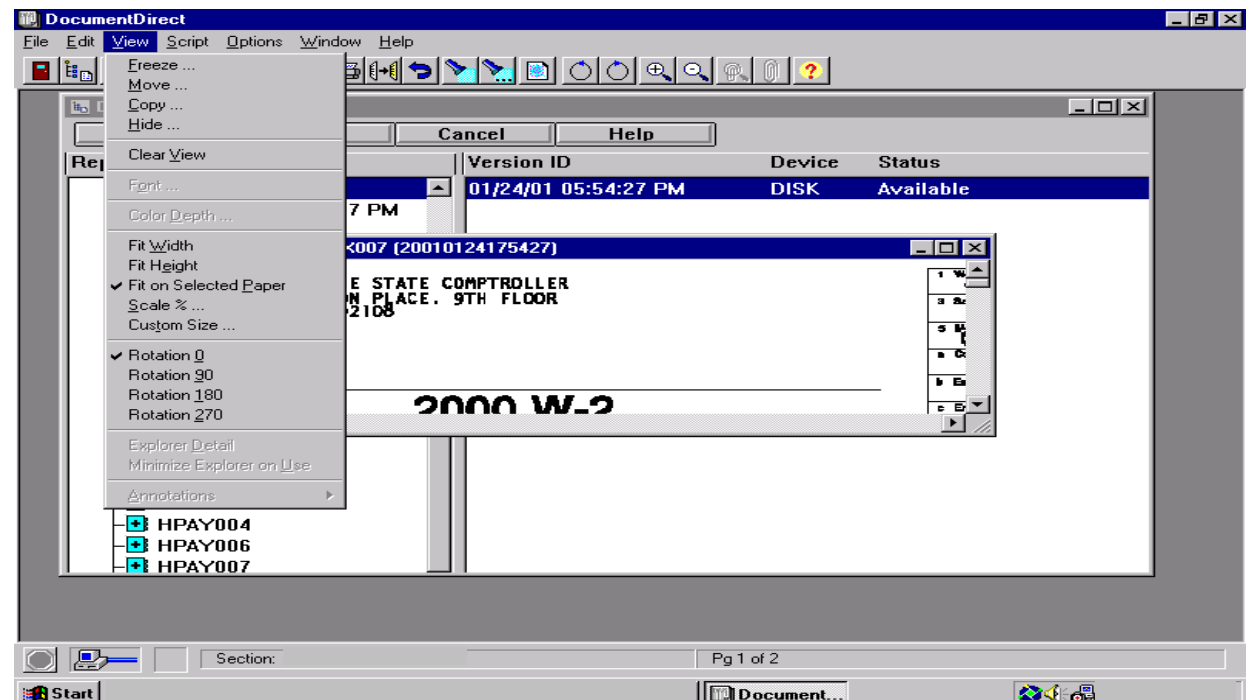 DocumentDirect
File Edit View Script Options Window Help
Freeze ...
Move ...
Copy ...
Hide ...
Clear View
Font ...
Color Depth ...
Fit Width
Fit Height
Fit on Selected Paper
Scale % ...
Custom Size ...
Rotation 0
Rotation 90
Rotation 180
Rotation 270
Explorer Detail
Minimize Explorer on Use
Annotations
Cancel Help
Version ID Device Status
01/24/01 05:54:27 PM DISK Available
7 PM
(20010124175427)
E STATE COMPTROLLER
PLACE. 9TH FLOOR
2108
2000 W-2
HPAY004
HPAY006
HPAY007
Section: Pg 1 of 2
Start Document...